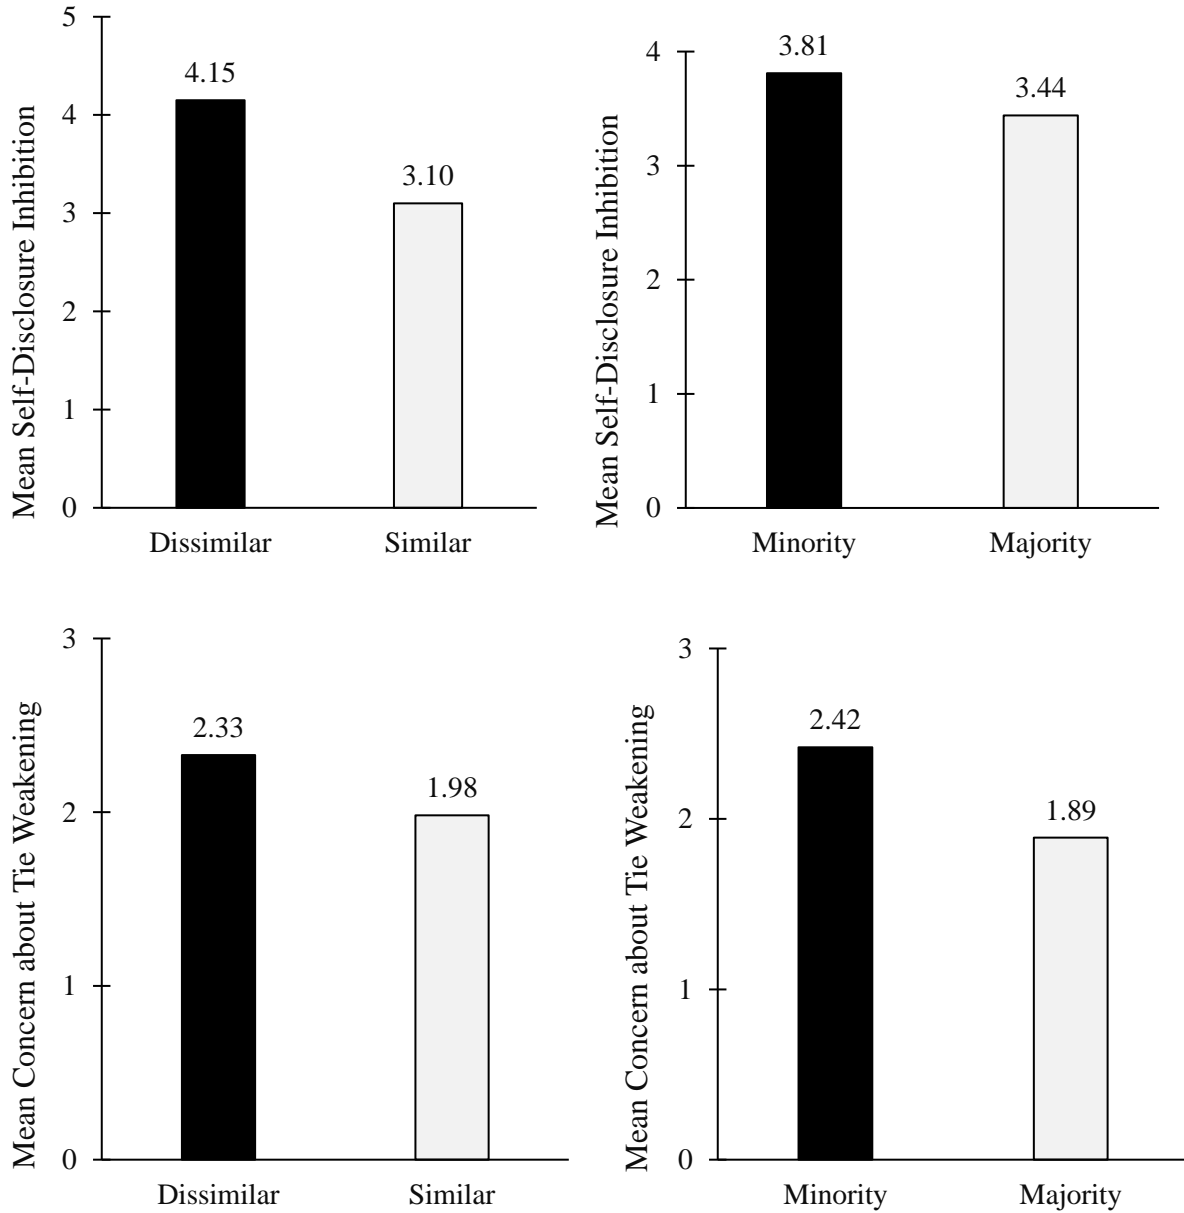 Mean Self-Disclosure Inhibition
5
4
3
2
1
0
4.15
3.10
Dissimilar
Similar
Mean Self-Disclosure Inhibition
4
3
2
1
0
3.81
3.44
Minority
Majority
Mean Concern about Tie Weakening
3
2
1
0
2.33
1.98
Dissimilar
Similar
Mean Concern about Tie Weakening
3
2
1
0
2.42
1.89
Minority
Majority